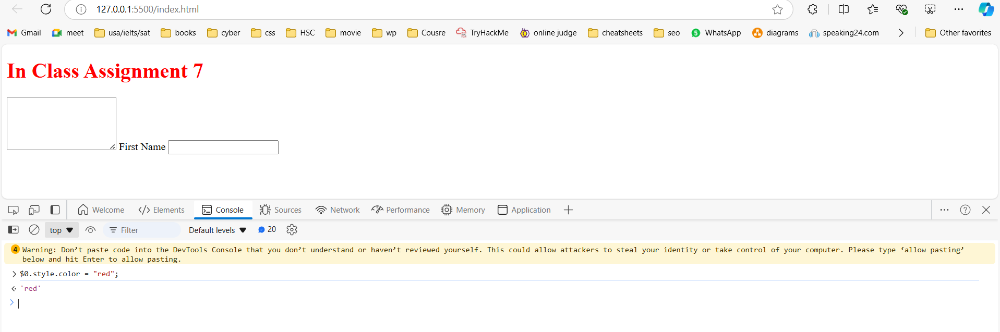 127.0.0.1:5500/index.html
Gmail meet usa/ielts/sat books cyber css HSC movie wp Cousre TryHackMe online judge cheatsheets seo 5 WhatsApp diagrams speaking24.com Other favorites
In Class Assignment 7
First Name
Welcome Elements Console Sources Network Performance Memory Application
top Filter Default levels 20
4 Warning: Don’t paste code into the DevTools Console that you don’t understand or haven’t reviewed yourself. This could allow attackers to steal your identity or take control of your computer. Please type ‘allow pasting’
below and hit Enter to allow pasting.
> $0.style.color = "red";
'red'
>